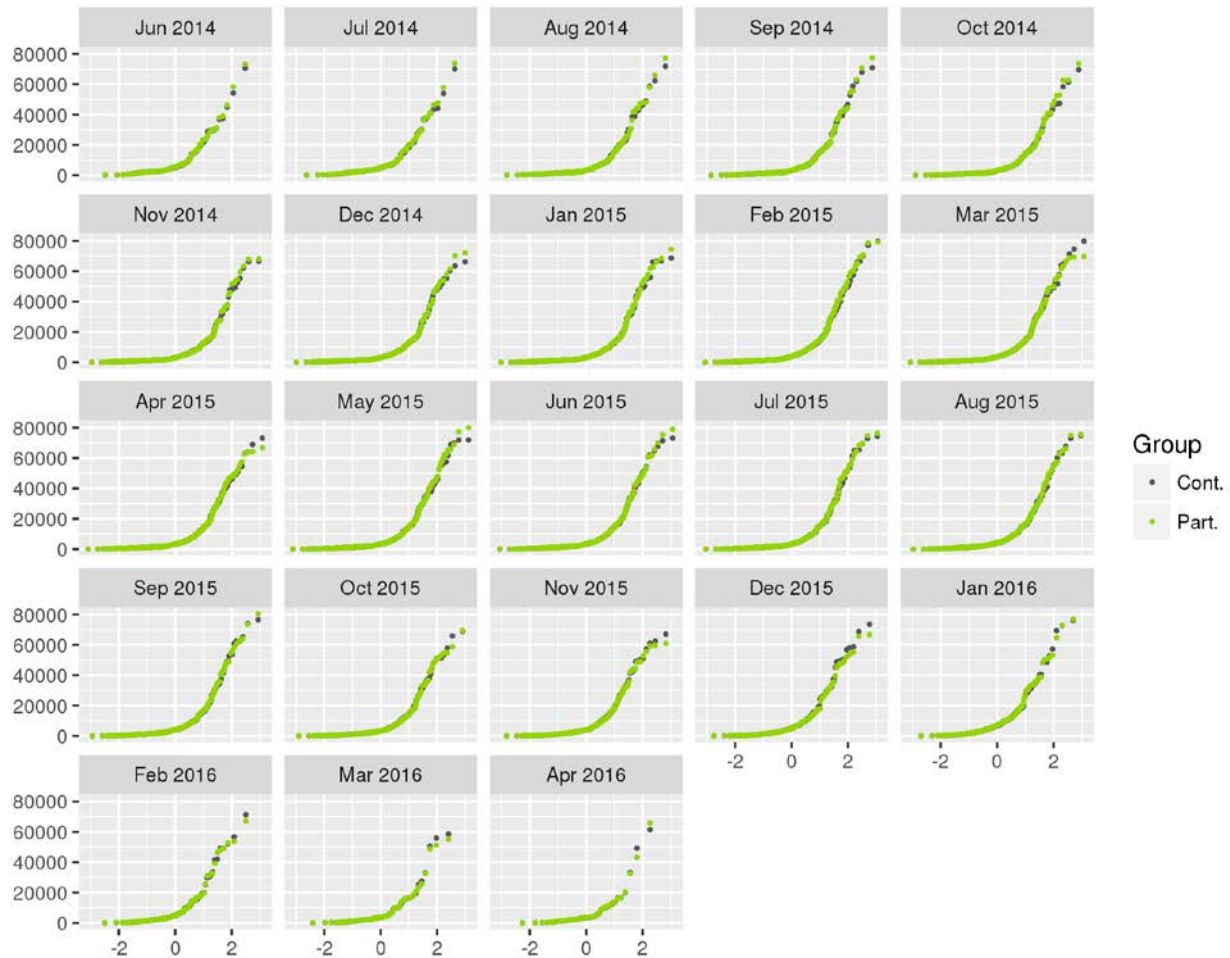 Jun 2014 Jul 2014 Aug 2014 Sep 2014 Oct 2014
80000
60000
40000
20000
0
Nov 2014 Dec 2014 Jan 2015 Feb 2015 Mar 2015
80000
60000
40000
20000
0
Apr 2015 May 2015 Jun 2015 Jul 2015 Aug 2015
80000
60000
40000
20000
0
Group
Cont.
Part.
Sep 2015 Oct 2015 Nov 2015 Dec 2015 Jan 2016
80000
60000
40000
20000
0
-2 0 2 -2 0 2
Feb 2016 Mar 2016 Apr 2016
80000
60000
40000
20000
0
-2 0 2 -2 0 2 -2 0 2